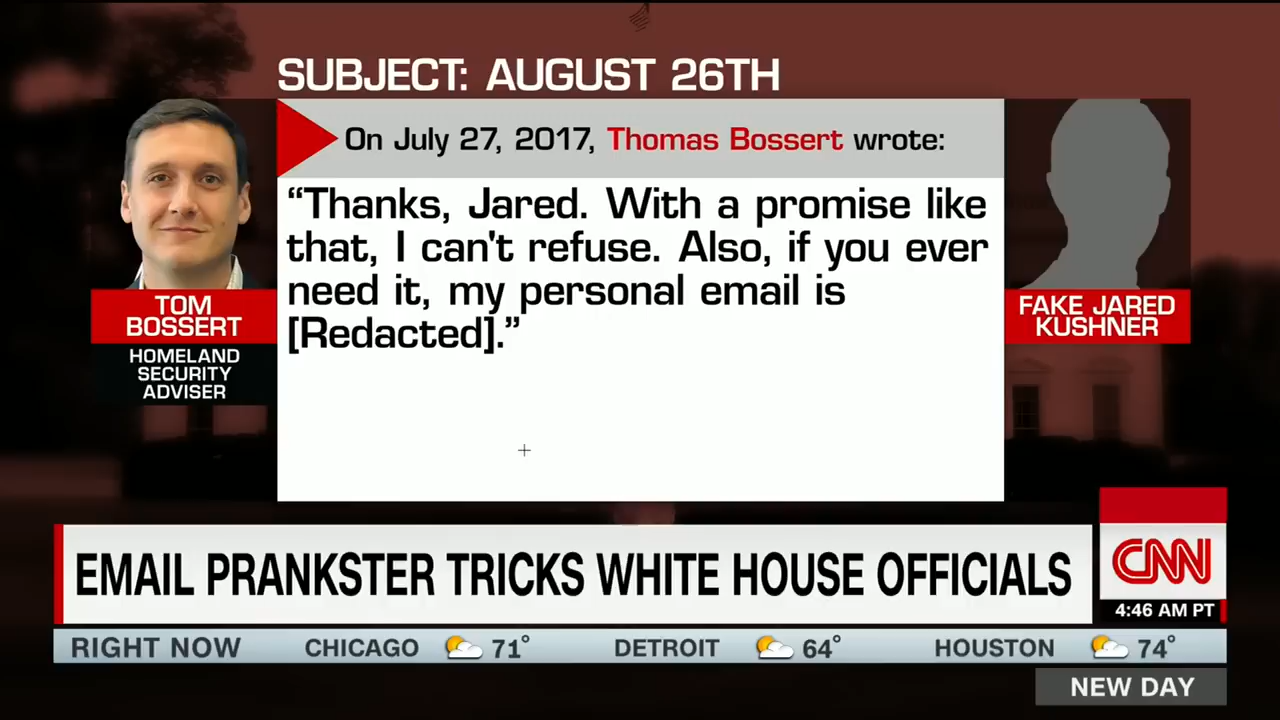 SUBJECT: AUGUST 26TH
On July 27, 2017, Thomas Bossert wrote:
“Thanks, Jared. With a promise like
that, I can't refuse. Also, if you ever
need it, my personal email is
[Redacted].”
TOM
BOSSERT
HOMELAND
SECURITY
ADVISER
FAKE JARED
KUSHNER
EMAIL PRANKSTER TRICKS WHITE HOUSE OFFICIALS
CNN
4:46 AM PT
RIGHT NOW CHICAGO 71° DETROIT 64° HOUSTON 74°
NEW DAY